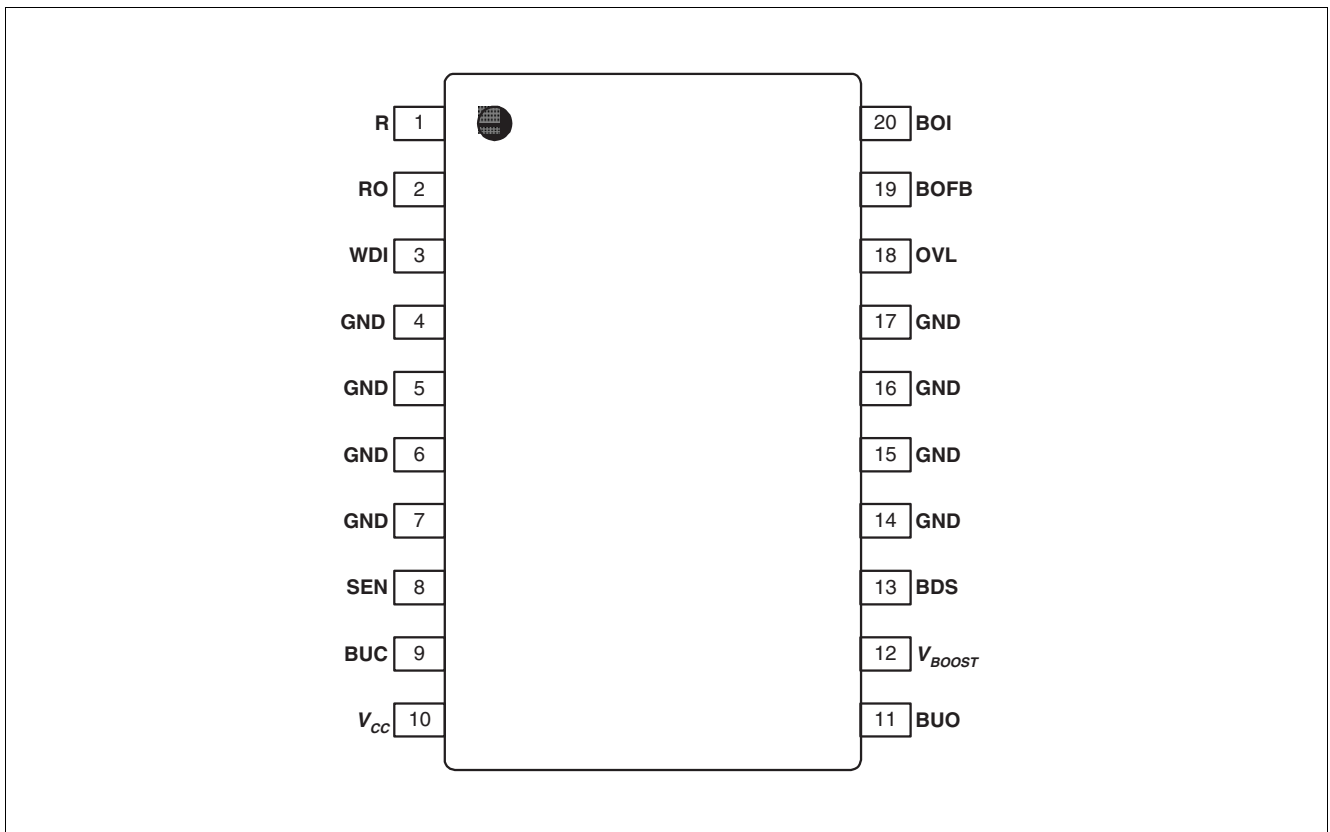 R 1 20 BOI
RO 2 19 BOFB
WDI 3 18 OVL
GND 4 17 GND
GND 5 16 GND
GND 6 15 GND
GND 7 14 GND
SEN 8 13 BDS
BUC 9 12 VBOOST
VCC 10 11 BUO